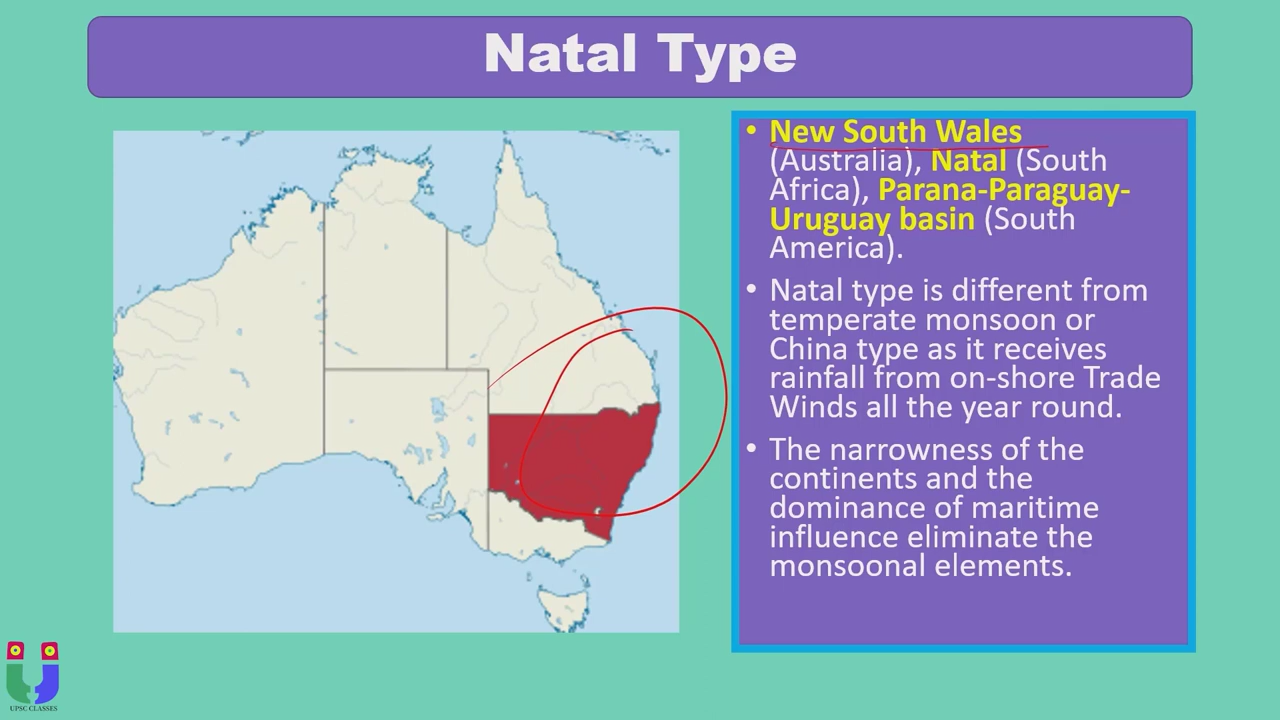 Natal Type
• New South Wales
(Australia), Natal (South
Africa), Parana-Paraguay-
Uruguay basin (South
America).
• Natal type is different from
temperate monsoon or
China type as it receives
rainfall from on-shore Trade
Winds all the year round.
• The narrowness of the
continents and the
dominance of maritime
influence eliminate the
monsoonal elements.
UPSC CLASSES